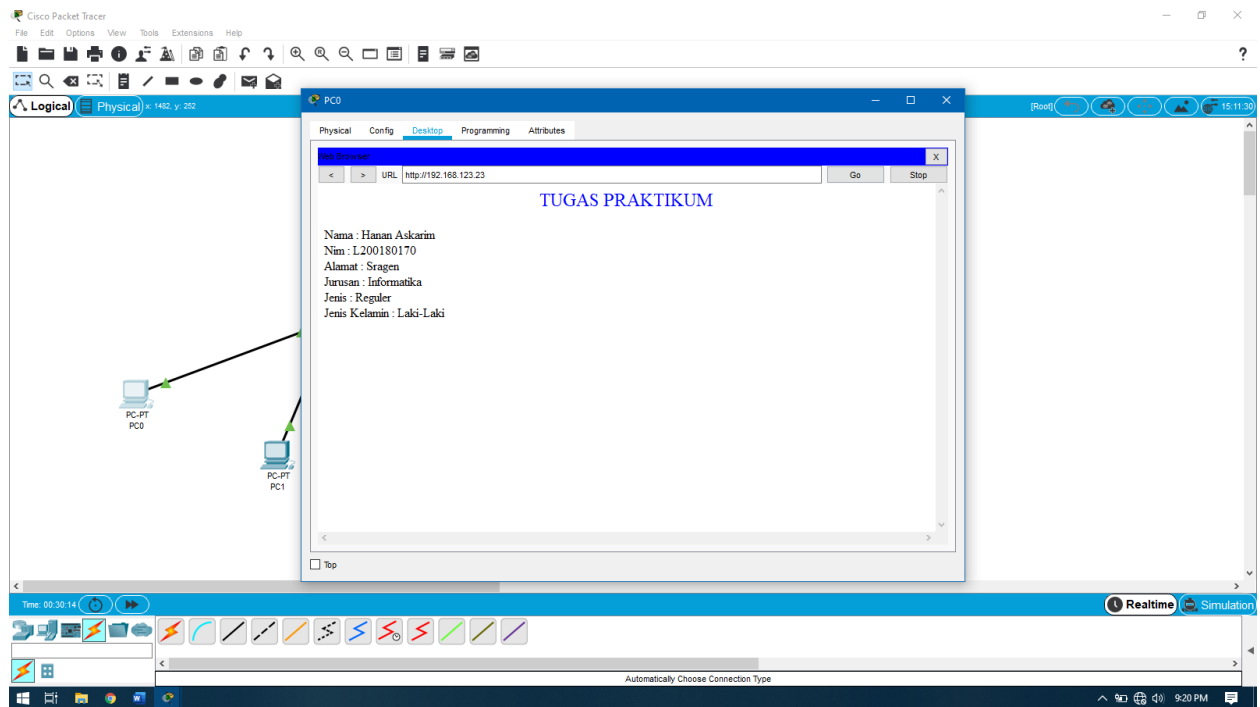 Cisco Packet Tracer
File Edit Options View Tools Extensions Help
?
Logical Physical x: 1482, y: 252 [Root] 15:11:30
PC0
Physical Config Desktop Programming Attributes
Web Browser X
< > URL http://192.168.123.23 Go Stop
TUGAS PRAKTIKUM
Nama : Hanan Askarim
Nim : L200180170
Alamat : Sragen
Jurusan : Informatika
Jenis : Reguler
Jenis Kelamin : Laki-Laki
PC-PT
PC0
PC-PT
PC1
Top
Time: 00:30:14 Realtime Simulation
Automatically Choose Connection Type
9:20 PM